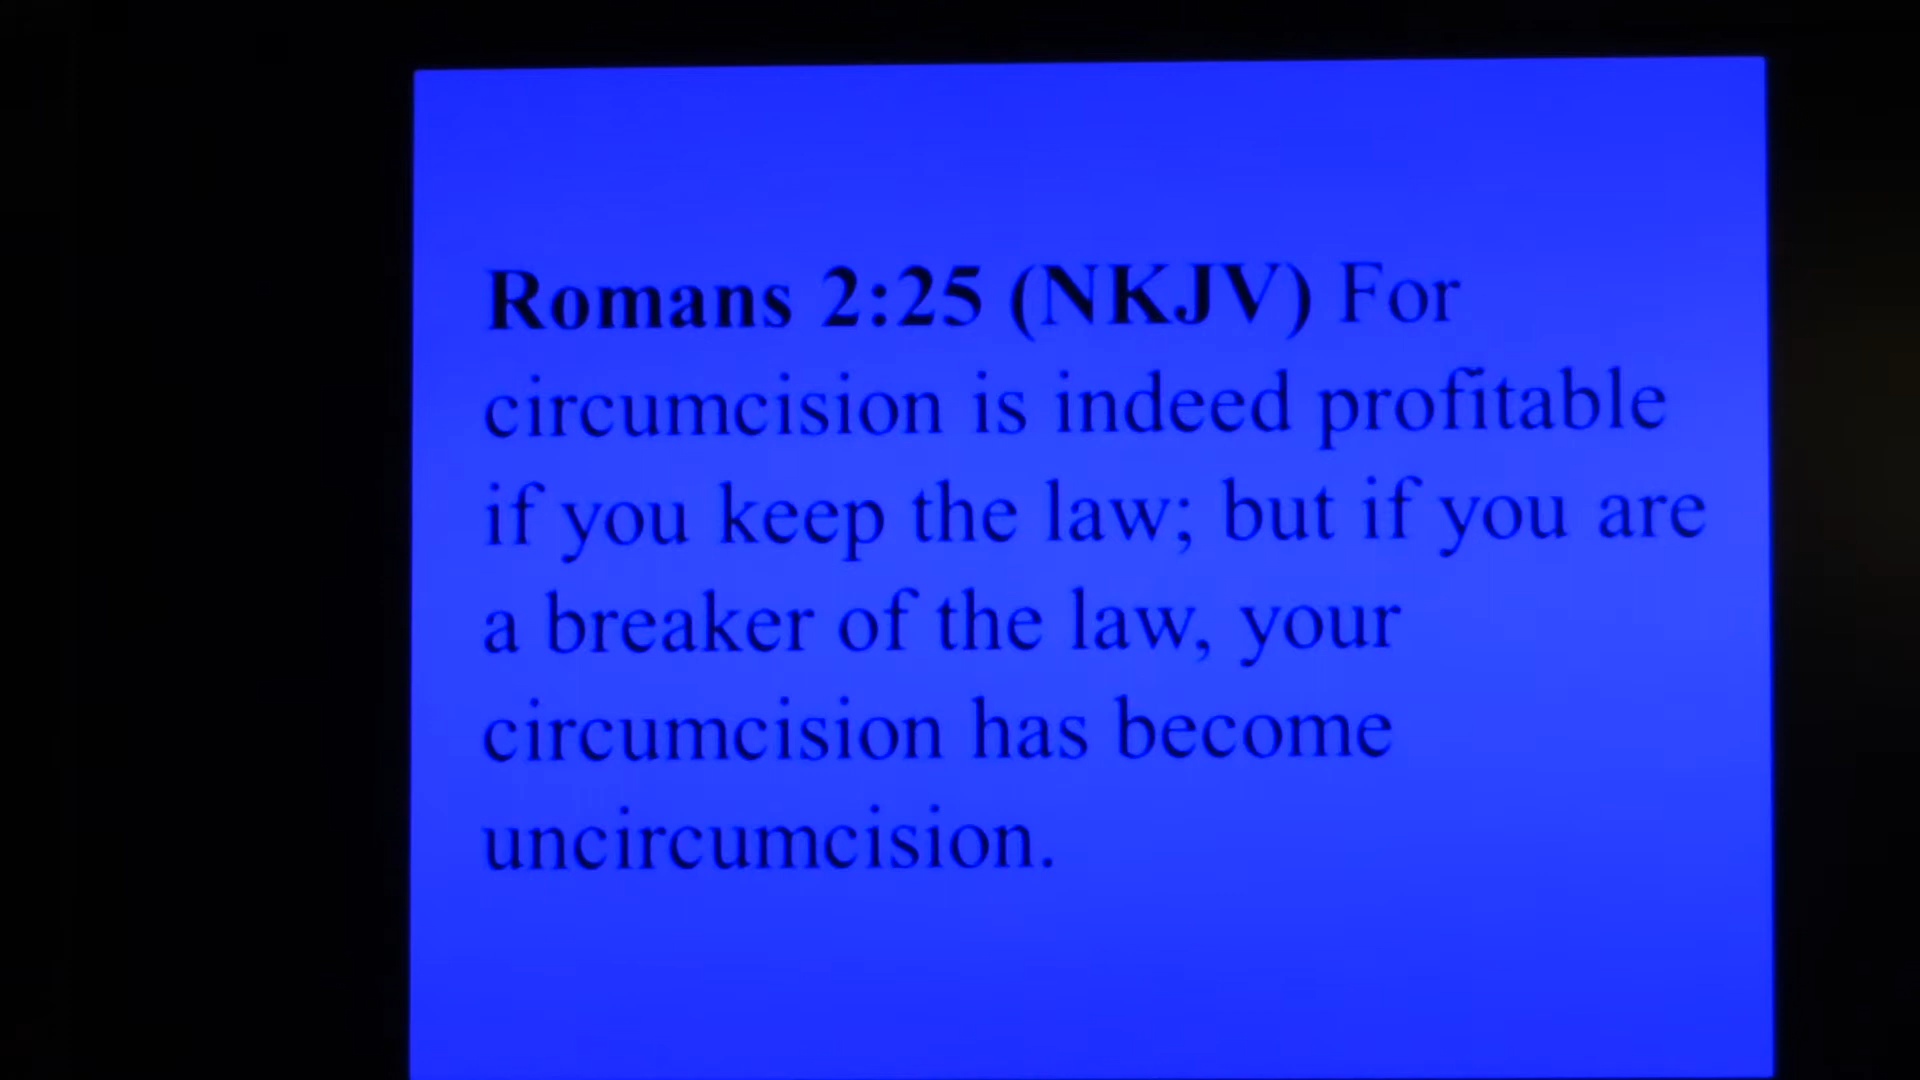 Romans 2:25 (NKJV) For
circumcision is indeed profitable
if you keep the law; but if you are
a breaker of the law, your
circumcision has become
uncircumcision.